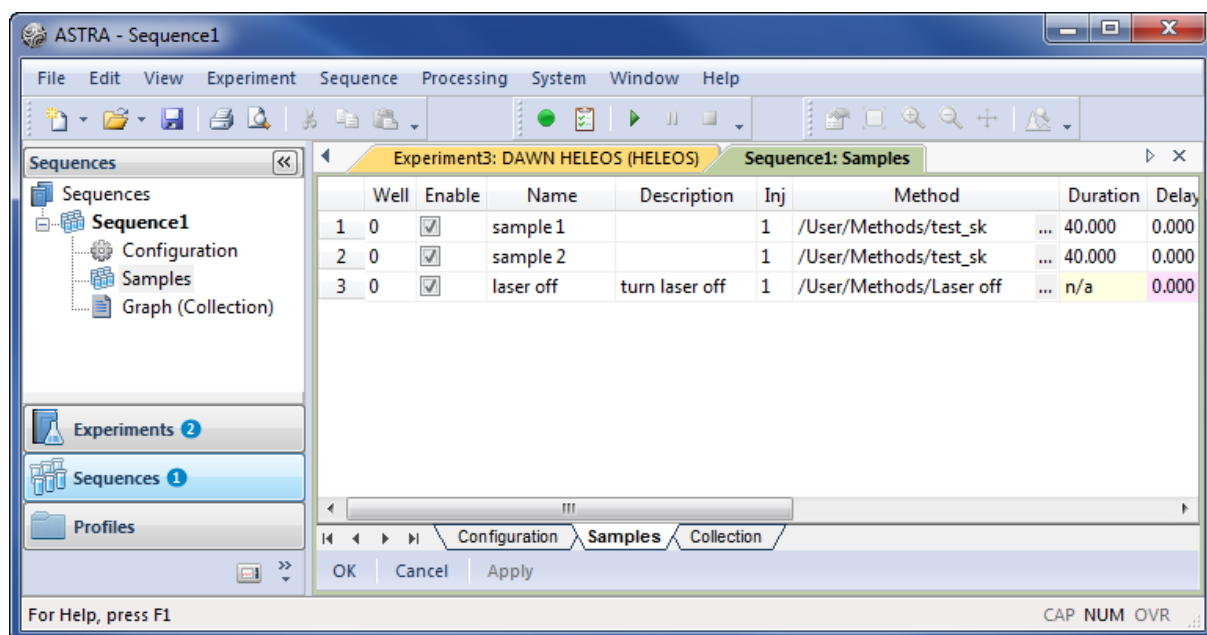 ASTRA - Sequence1
File Edit View Experiment Sequence Processing System Window Help
Sequences
Sequences
Sequence1
Configuration
Samples
Graph (Collection)
Experiments 2
Sequences 1
Profiles
Experiment3: DAWN HELEOS (HELEOS) Sequence1: Samples
Well Enable Name Description Inj Method Duration Delay
1 0 sample 1 1 /User/Methods/test_sk ... 40.000 0.000
2 0 sample 2 1 /User/Methods/test_sk ... 40.000 0.000
3 0 laser off turn laser off 1 /User/Methods/Laser off ... n/a 0.000
Configuration Samples Collection
OK Cancel Apply
For Help, press F1 CAP NUM OVR